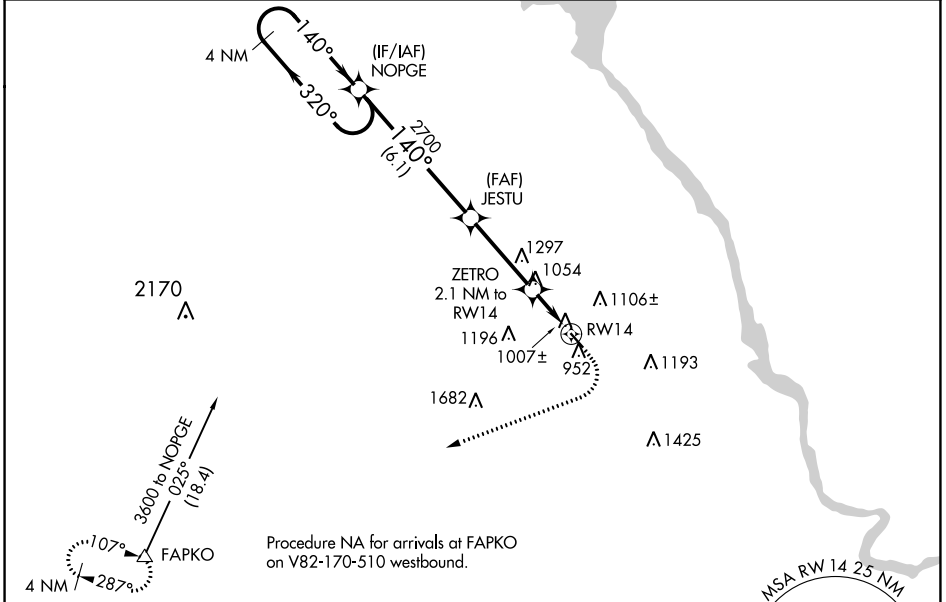 140°
4 NM
(IF/IAF)
NOPGE
320°
2700
140°
(6.1)
(FAF)
JESTU
1297
1054
ZETRO
2.1 NM to
RW14
2170
1106±
RW14
1196
1007±
952
1193
1682
1425
3600 to NOPGE
025°
(18.4)
107°
FAPKO
4 NM
287°
Procedure NA for arrivals at FAPKO
on V82-170-510 westbound.
MSA RW 14 25 NM